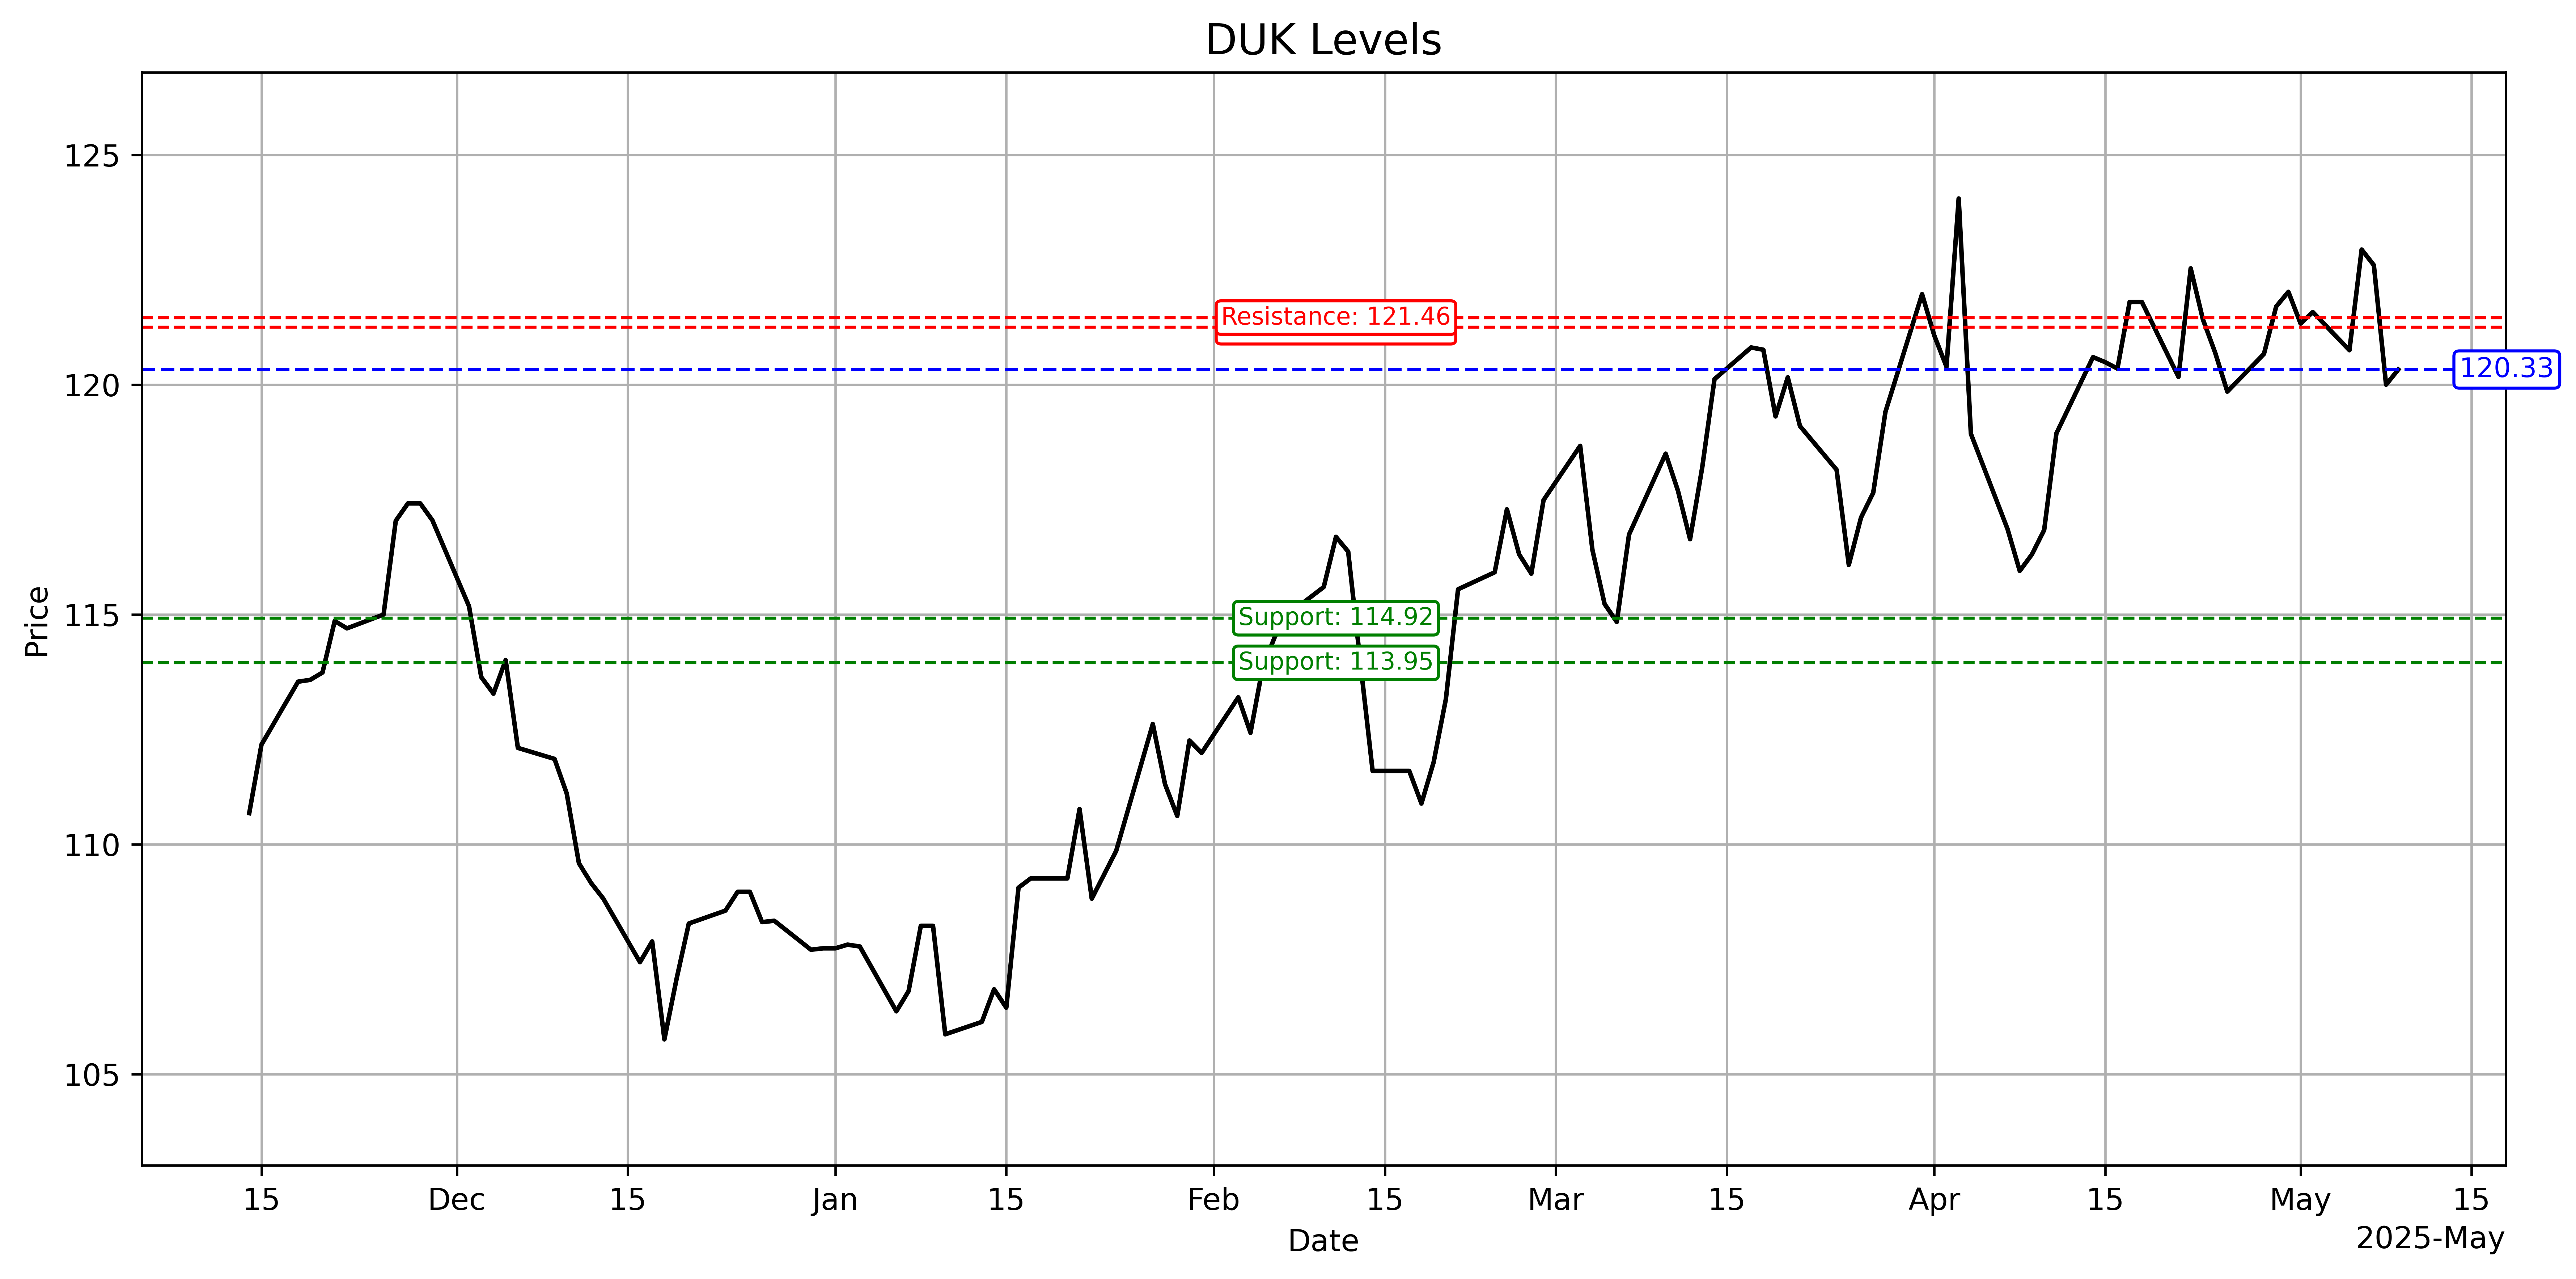 DUK Levels
125
120
115
110
105
Price
Resistance: 121.46
120.33
Support: 114.92
Support: 113.95
15 Dec 15 Jan 15 Feb 15 Mar 15 Apr 15 May 15
Date
2025-May